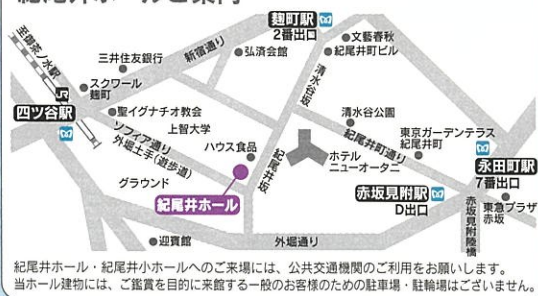 紀尾井ホールご案内
麴町駅
2番出口
至御茶ノ水駅
三井住友銀行
新宿通り
弘済会館
文藝春秋
紀尾井町ビル
スクワール
麴町
JR
四ツ谷駅
聖イグナチオ教会
上智大学
ソフィア通り
外堀土手(遊歩道)
清水谷坂
清水谷公園
紀尾井町通り
東京ガーデンテラス
紀尾井町
ハウス食品
紀尾井坂
ホテル
ニューオータニ
永田町駅
7番出口
グラウンド
紀尾井ホール
赤坂見附駅
D出口
赤坂見附陸橋
東急プラザ
赤坂
迎賓館
外堀通り
紀尾井ホール・紀尾井小ホールへのご来場には、公共交通機関のご利用をお願いします。
当ホール建物には、ご鑑賞を目的に来館する一般のお客様のための駐車場・駐輪場はございません。